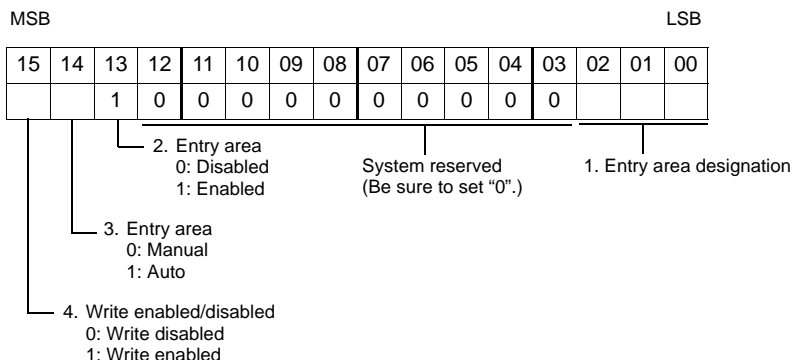 MSB LSB
15 14 13 12 11 10 09 08 07 06 05 04 03 02 01 00
1 0 0 0 0 0 0 0 0 0 0
2. Entry area
0: Disabled
1: Enabled
System reserved
(Be sure to set “0”.)
1. Entry area designation
3. Entry area
0: Manual
1: Auto
4. Write enabled/disabled
0: Write disabled
1: Write enabled